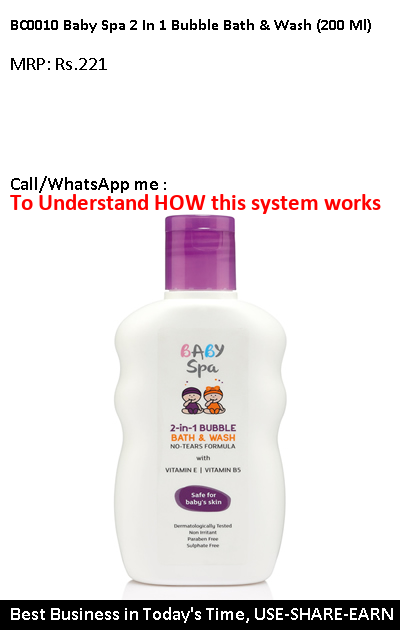 BC0010 Baby Spa 2 In 1 Bubble Bath & Wash (200 Ml)
MRP: Rs.221
Call/WhatsApp me :
To Understand HOW this system works
BABY
Spa
2-in-1 BUBBLE
BATH & WASH
NO-TEARS FORMULA
with
VITAMIN E | VITAMIN B5
Safe for
baby's skin
Dermatologically Tested
Non Irritant
Paraben Free
Sulphate Free
Best Business in Today's Time, USE-SHARE-EARN